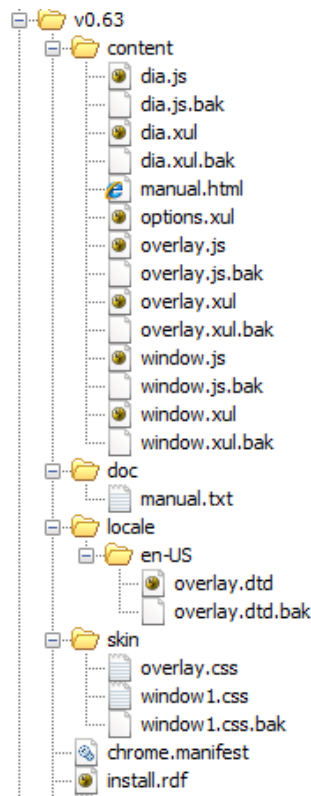 v0.63
content
dia.js
dia.js.bak
dia.xul
dia.xul.bak
manual.html
options.xul
overlay.js
overlay.js.bak
overlay.xul
overlay.xul.bak
window.js
window.js.bak
window.xul
window.xul.bak
doc
manual.txt
locale
en-US
overlay.dtd
overlay.dtd.bak
skin
overlay.css
window1.css
window1.css.bak
chrome.manifest
install.rdf